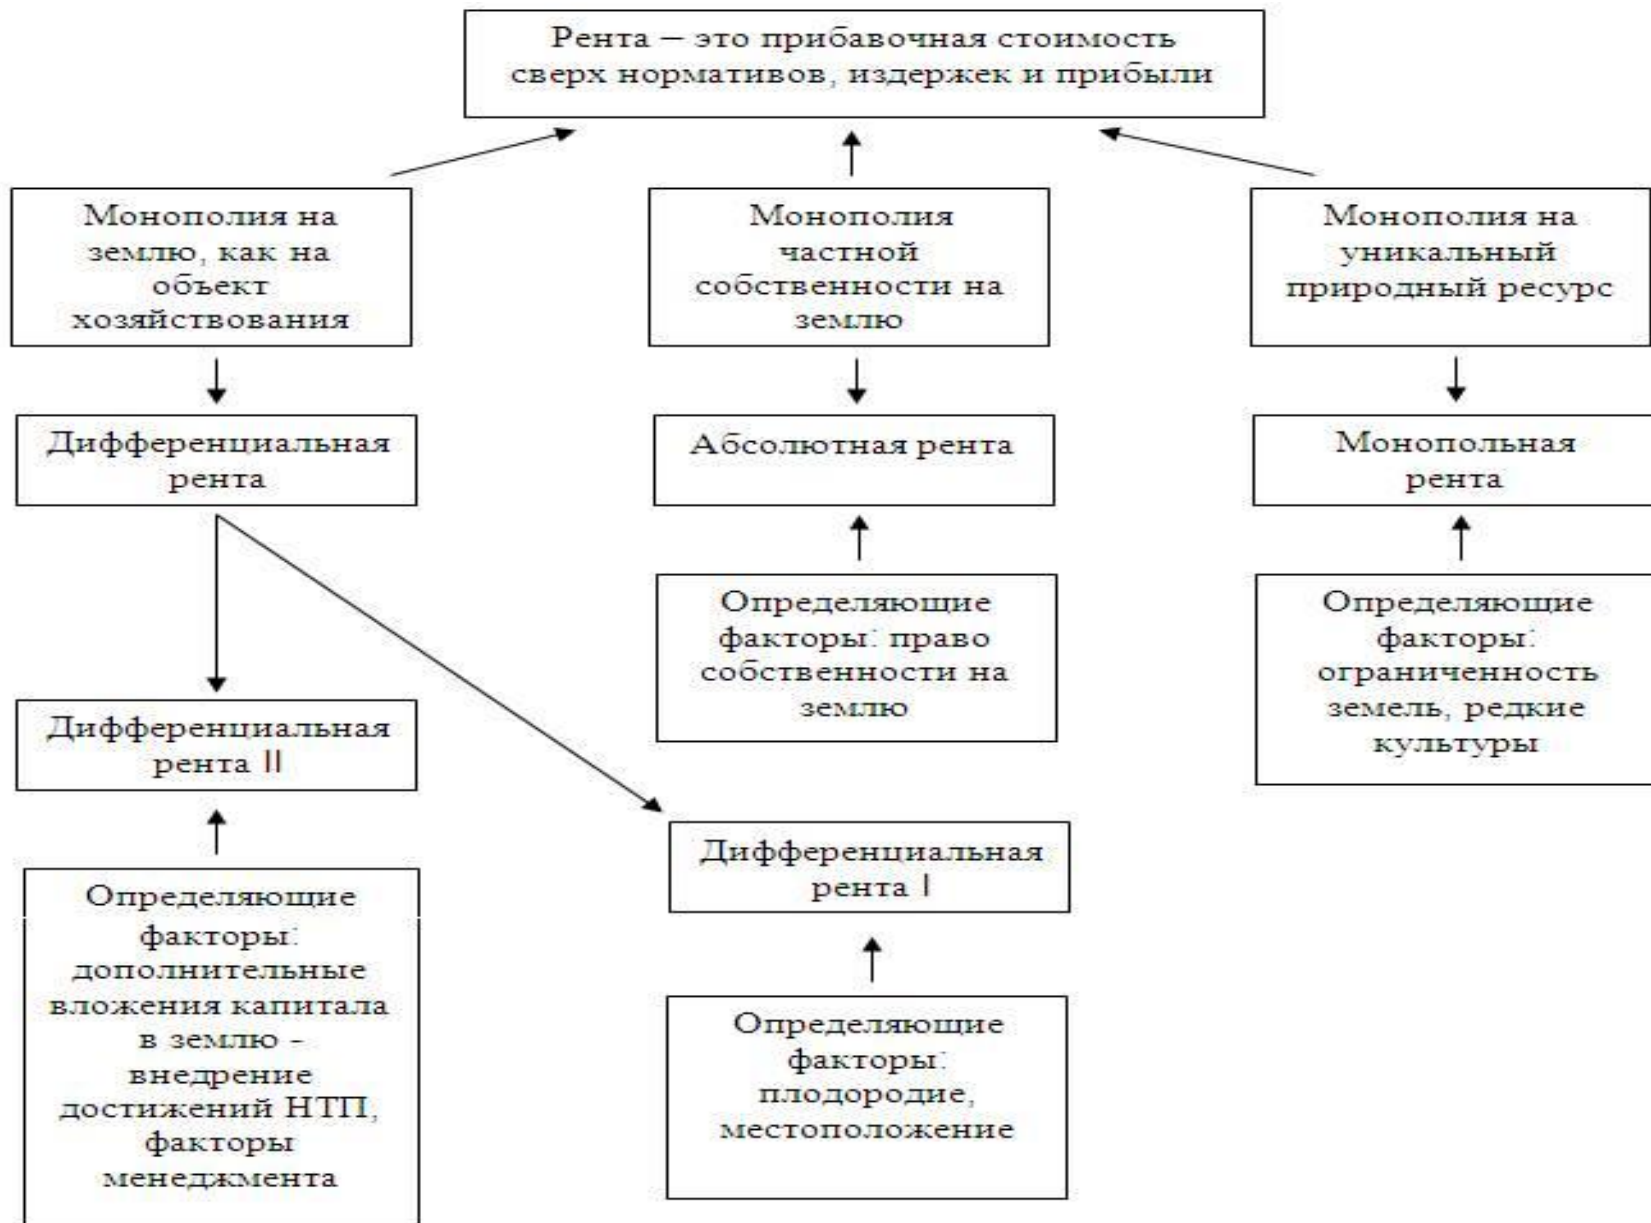 Рента – это прибавочная стоимость
сверх нормативов, издержек и прибыли
Монополия на
землю, как на
объект
хозяйствования
Монополия
частной
собственности на
землю
Монополия на
уникальный
природный ресурс
Дифференциальная
рента
Абсолютная рента
Монопольная
рента
Определяющие
факторы: право
собственности на
землю
Определяющие
факторы:
ограниченность
земель, редкие
культуры
Дифференциальная
рента II
Дифференциальная
рента I
Определяющие
факторы:
дополнительные
вложения капитала
в землю -
внедрение
достижений НТП,
факторы
менеджмента
Определяющие
факторы:
плодородие,
местоположение